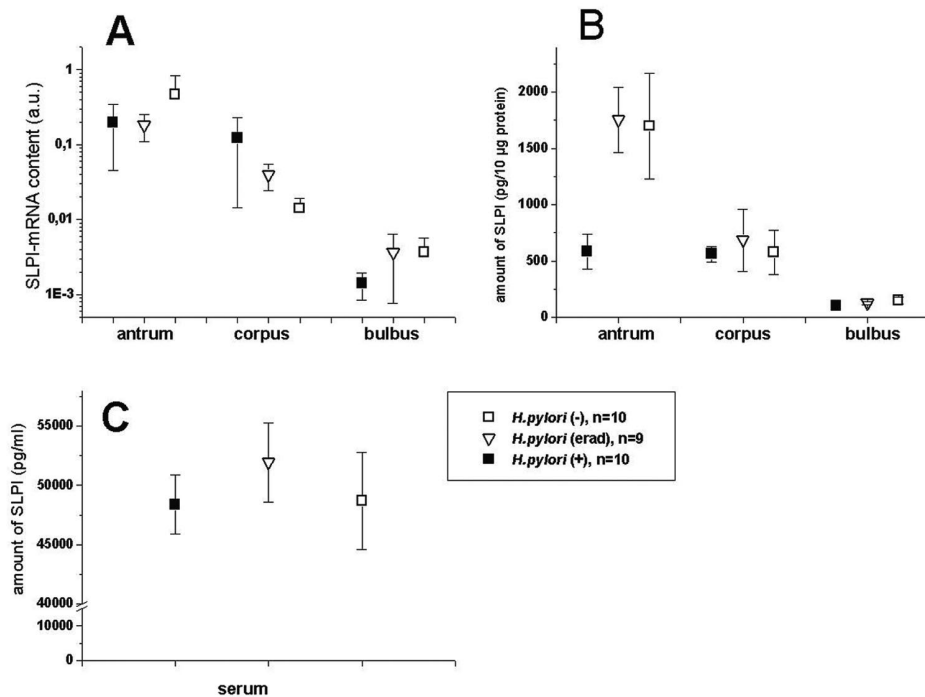 A
SLPI-mRNA content (a.u.)
1
0,1
0,01
1E-3
antrum corpus bulbus
B
amount of SLPI (pg/10 µg protein)
2000
1500
1000
500
0
antrum corpus bulbus
C
amount of SLPI (pg/ml)
55000
50000
45000
40000
10000
0
serum
H.pylori (-), n=10
H.pylori (erad), n=9
H.pylori (+), n=10